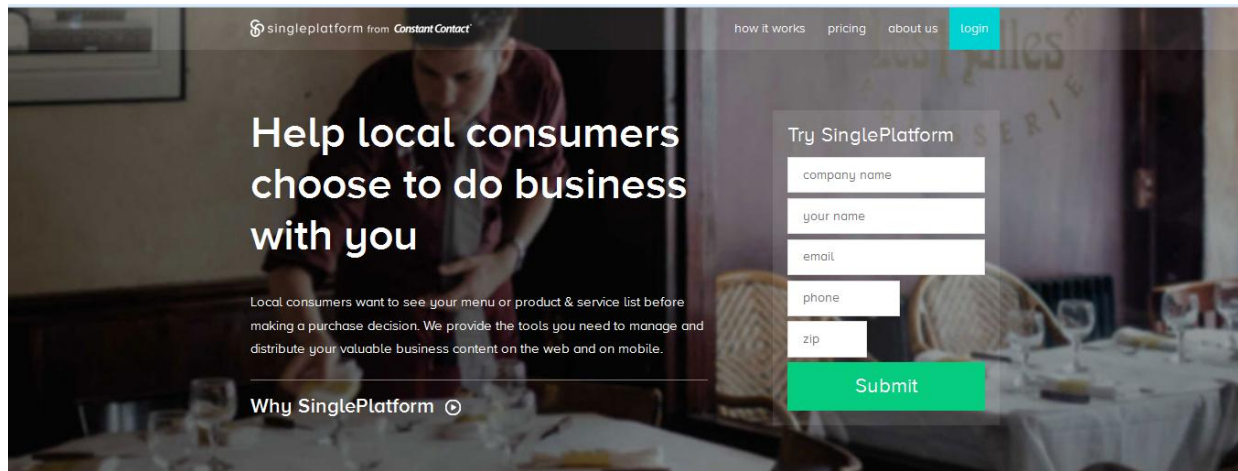 singleplatform from Constant Contact
how it works pricing about us login
Help local consumers
choose to do business
with you
Local consumers want to see your menu or product & service list before
making a purchase decision. We provide the tools you need to manage and
distribute your valuable business content on the web and on mobile.
Why SinglePlatform
Try SinglePlatform
company name
your name
email
phone
zip
Submit